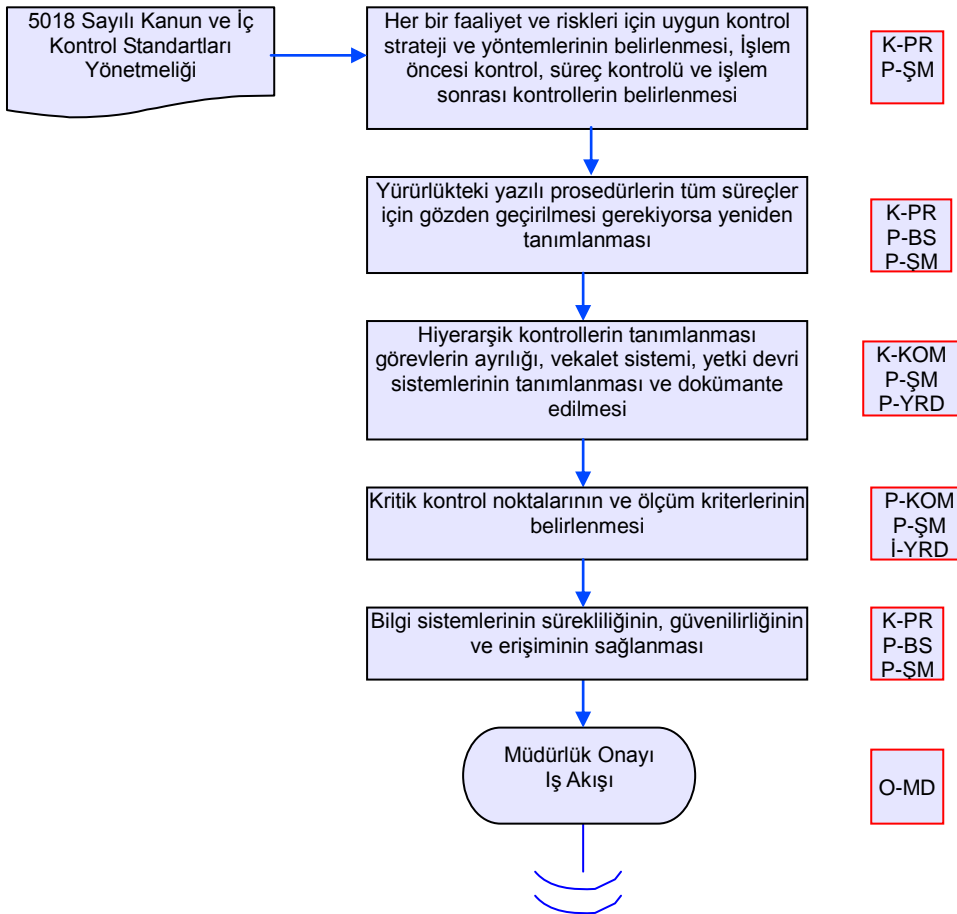 5018 Sayılı Kanun ve İç
Kontrol Standartları
Yönetmeliği
Her bir faaliyet ve riskleri için uygun kontrol
strateji ve yöntemlerinin belirlenmesi, İşlem
öncesi kontrol, süreç kontrolü ve işlem
sonrası kontrollerin belirlenmesi
K-PR
P-ŞM
Yürürlükteki yazılı prosedürlerin tüm süreçler
için gözden geçirilmesi gerekiyorsa yeniden
tanımlanması
K-PR
P-BS
P-ŞM
Hiyerarşik kontrollerin tanımlanması
görevlerin ayrılığı, vekalet sistemi, yetki devri
sistemlerinin tanımlanması ve dokümante
edilmesi
K-KOM
P-ŞM
P-YRD
Kritik kontrol noktalarının ve ölçüm kriterlerinin
belirlenmesi
P-KOM
P-ŞM
İ-YRD
Bilgi sistemlerinin sürekliliğinin, güvenilirliğinin
ve erişiminin sağlanması
K-PR
P-BS
P-ŞM
Müdürlük Onayı
Iş Akışı
O-MD